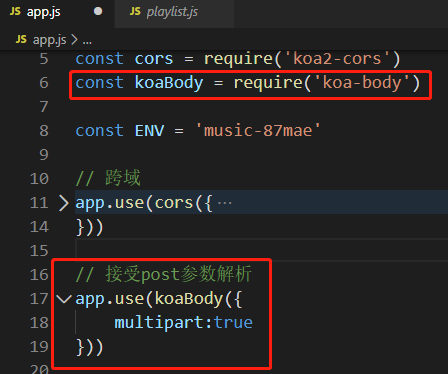 JS app.js ● JS playlist.js
JS app.js > ...
5 const cors = require('koa2-cors')
6 const koaBody = require('koa-body')
7
8 const ENV = 'music-87mae'
9
10 // 跨域
11 app.use(cors({ ⋯
14 }))
15
16 // 接受post参数解析
17 app.use(koaBody({
18 multipart:true
19 }))
20